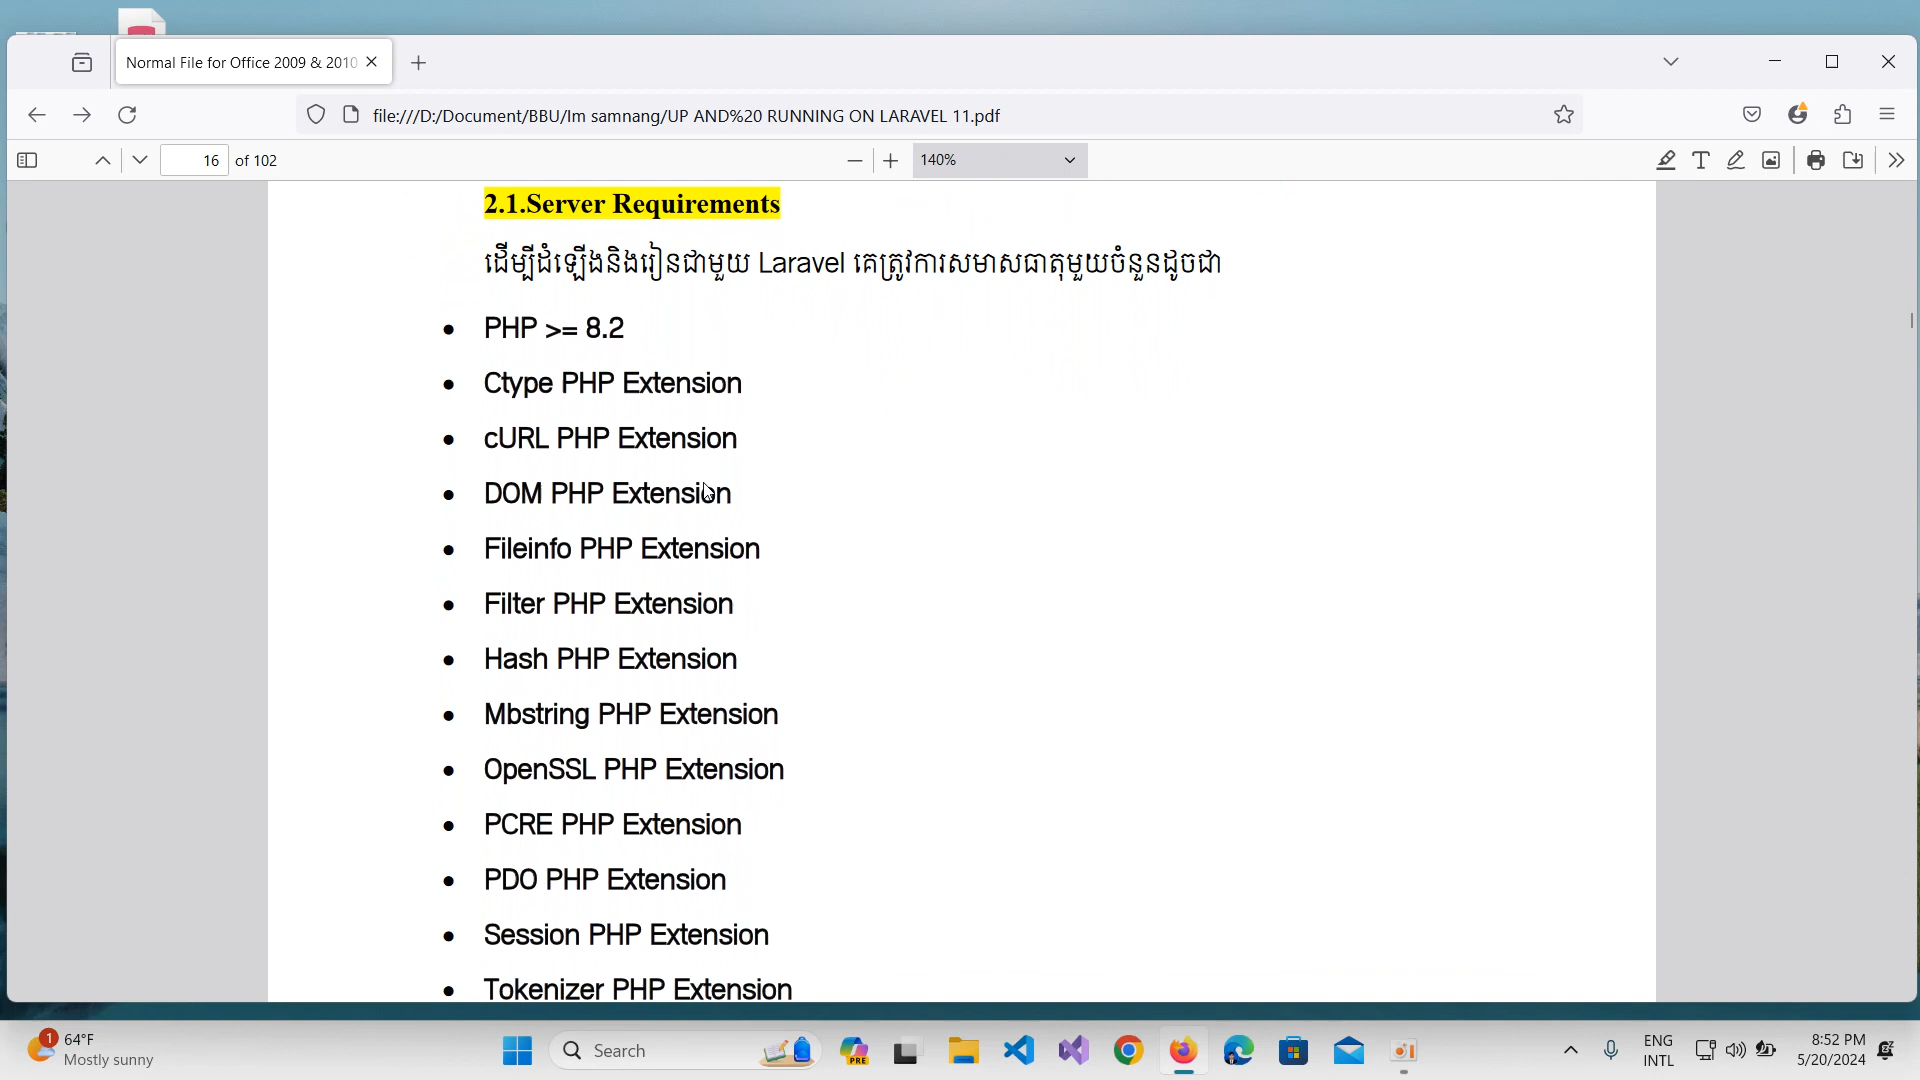 Normal File for Office 2009 & 2010
file:///D:/Document/BBU/Im samnang/UP AND%20 RUNNING ON LARAVEL 11.pdf
16 of 102
140%
2.1.Server Requirements
ដើម្បីដំឡើងនិងរៀនជាមួយ Laravel គេត្រូវការសមាសធាតុមួយចំនួនដូចជា
• PHP >= 8.2
• Ctype PHP Extension
• cURL PHP Extension
• DOM PHP Extension
• Fileinfo PHP Extension
• Filter PHP Extension
• Hash PHP Extension
• Mbstring PHP Extension
• OpenSSL PHP Extension
• PCRE PHP Extension
• PDO PHP Extension
• Session PHP Extension
• Tokenizer PHP Extension
1
64°F
Mostly sunny
Search
PRE
ENG
INTL
8:52 PM
5/20/2024